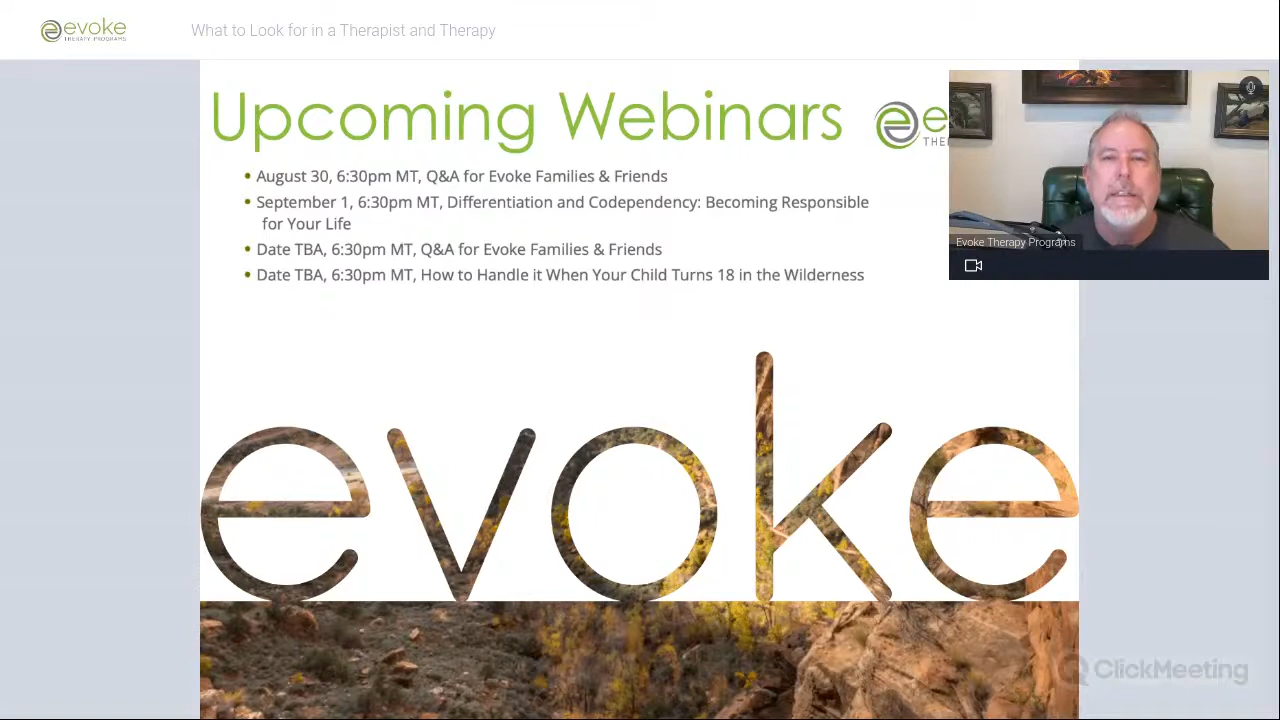 evoke
THERAPY PROGRAMS
What to Look for in a Therapist and Therapy
Upcoming Webinars
e
THE
• August 30, 6:30pm MT, Q&A for Evoke Families & Friends
• September 1, 6:30pm MT, Differentiation and Codependency: Becoming Responsible
for Your Life
• Date TBA, 6:30pm MT, Q&A for Evoke Families & Friends
• Date TBA, 6:30pm MT, How to Handle it When Your Child Turns 18 in the Wilderness
Evoke Therapy Programs
evoke
ClickMeeting